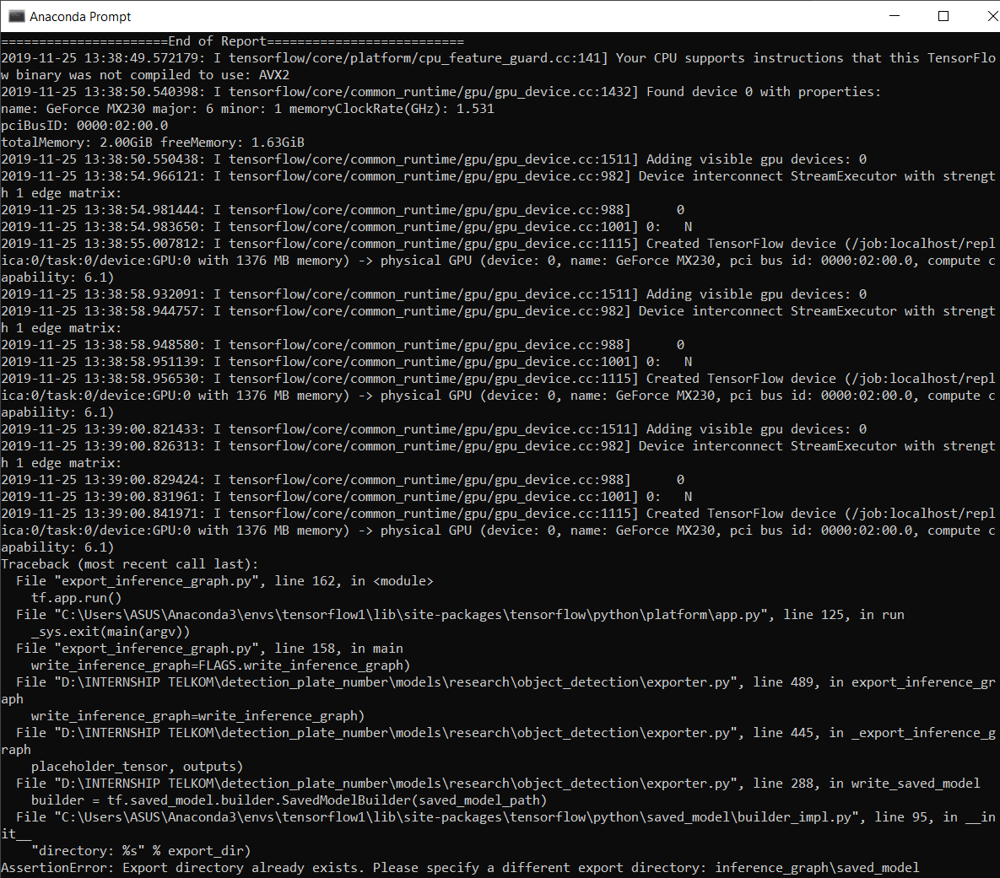 Anaconda Prompt
======================End of Report==========================
2019-11-25 13:38:49.572179: I tensorflow/core/platform/cpu_feature_guard.cc:141] Your CPU supports instructions that this TensorFlo
w binary was not compiled to use: AVX2
2019-11-25 13:38:50.540398: I tensorflow/core/common_runtime/gpu/gpu_device.cc:1432] Found device 0 with properties:
name: GeForce MX230 major: 6 minor: 1 memoryClockRate(GHz): 1.531
pciBusID: 0000:02:00.0
totalMemory: 2.00GiB freeMemory: 1.63GiB
2019-11-25 13:38:50.550438: I tensorflow/core/common_runtime/gpu/gpu_device.cc:1511] Adding visible gpu devices: 0
2019-11-25 13:38:54.966121: I tensorflow/core/common_runtime/gpu/gpu_device.cc:982] Device interconnect StreamExecutor with strengt
h 1 edge matrix:
2019-11-25 13:38:54.981444: I tensorflow/core/common_runtime/gpu/gpu_device.cc:988]      0
2019-11-25 13:38:54.983650: I tensorflow/core/common_runtime/gpu/gpu_device.cc:1001] 0:   N
2019-11-25 13:38:55.007812: I tensorflow/core/common_runtime/gpu/gpu_device.cc:1115] Created TensorFlow device (/job:localhost/repl
ica:0/task:0/device:GPU:0 with 1376 MB memory) -> physical GPU (device: 0, name: GeForce MX230, pci bus id: 0000:02:00.0, compute c
apability: 6.1)
2019-11-25 13:38:58.932091: I tensorflow/core/common_runtime/gpu/gpu_device.cc:1511] Adding visible gpu devices: 0
2019-11-25 13:38:58.944757: I tensorflow/core/common_runtime/gpu/gpu_device.cc:982] Device interconnect StreamExecutor with strengt
h 1 edge matrix:
2019-11-25 13:38:58.948580: I tensorflow/core/common_runtime/gpu/gpu_device.cc:988]      0
2019-11-25 13:38:58.951139: I tensorflow/core/common_runtime/gpu/gpu_device.cc:1001] 0:   N
2019-11-25 13:38:58.956530: I tensorflow/core/common_runtime/gpu/gpu_device.cc:1115] Created TensorFlow device (/job:localhost/repl
ica:0/task:0/device:GPU:0 with 1376 MB memory) -> physical GPU (device: 0, name: GeForce MX230, pci bus id: 0000:02:00.0, compute c
apability: 6.1)
2019-11-25 13:39:00.821433: I tensorflow/core/common_runtime/gpu/gpu_device.cc:1511] Adding visible gpu devices: 0
2019-11-25 13:39:00.826313: I tensorflow/core/common_runtime/gpu/gpu_device.cc:982] Device interconnect StreamExecutor with strengt
h 1 edge matrix:
2019-11-25 13:39:00.829424: I tensorflow/core/common_runtime/gpu/gpu_device.cc:988]      0
2019-11-25 13:39:00.831961: I tensorflow/core/common_runtime/gpu/gpu_device.cc:1001] 0:   N
2019-11-25 13:39:00.841971: I tensorflow/core/common_runtime/gpu/gpu_device.cc:1115] Created TensorFlow device (/job:localhost/repl
ica:0/task:0/device:GPU:0 with 1376 MB memory) -> physical GPU (device: 0, name: GeForce MX230, pci bus id: 0000:02:00.0, compute c
apability: 6.1)
Traceback (most recent call last):
  File "export_inference_graph.py", line 162, in <module>
    tf.app.run()
  File "C:\Users\ASUS\Anaconda3\envs\tensorflow1\lib\site-packages\tensorflow\python\platform\app.py", line 125, in run
    _sys.exit(main(argv))
  File "export_inference_graph.py", line 158, in main
    write_inference_graph=FLAGS.write_inference_graph)
  File "D:\INTERNSHIP TELKOM\detection_plate_number\models\research\object_detection\exporter.py", line 489, in export_inference_gr
aph
    write_inference_graph=write_inference_graph)
  File "D:\INTERNSHIP TELKOM\detection_plate_number\models\research\object_detection\exporter.py", line 445, in _export_inference_g
raph
    placeholder_tensor, outputs)
  File "D:\INTERNSHIP TELKOM\detection_plate_number\models\research\object_detection\exporter.py", line 288, in write_saved_model
    builder = tf.saved_model.builder.SavedModelBuilder(saved_model_path)
  File "C:\Users\ASUS\Anaconda3\envs\tensorflow1\lib\site-packages\tensorflow\python\saved_model\builder_impl.py", line 95, in __in
it__
    "directory: %s" % export_dir)
AssertionError: Export directory already exists. Please specify a different export directory: inference_graph\saved_model